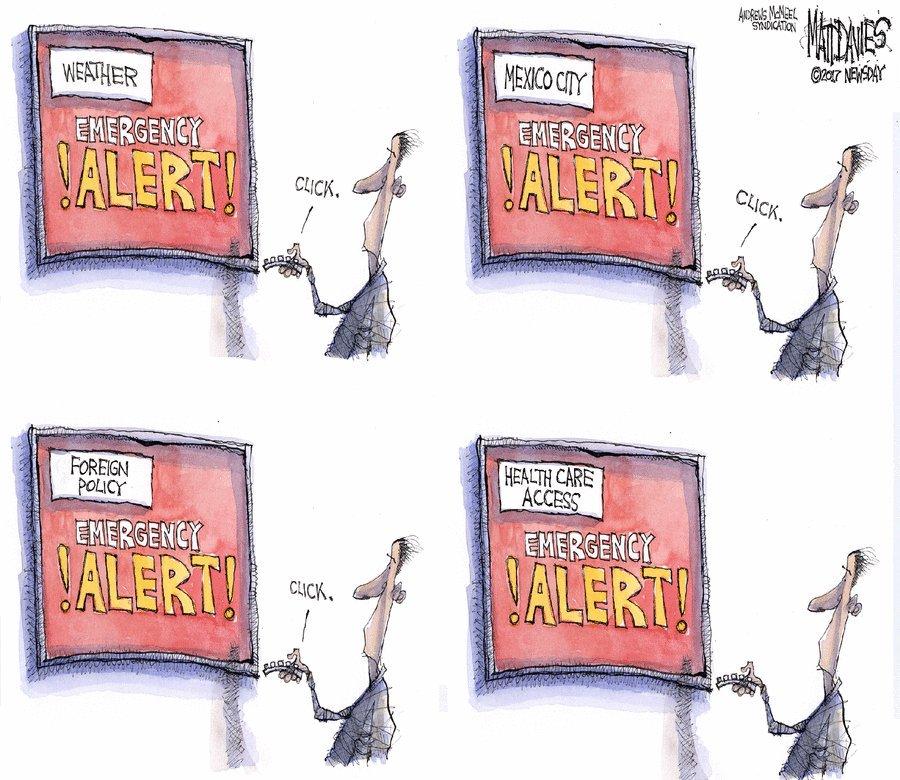 ANDREWS McMEEL
SYNDICATION
MATT DAVIES
©2017 NEWSDAY
WEATHER
EMERGENCY
!ALERT!
CLICK.
MEXICO CITY
EMERGENCY
!ALERT!
CLICK.
FOREIGN
POLICY
EMERGENCY
!ALERT!
CLICK.
HEALTH CARE
ACCESS
EMERGENCY
!ALERT!